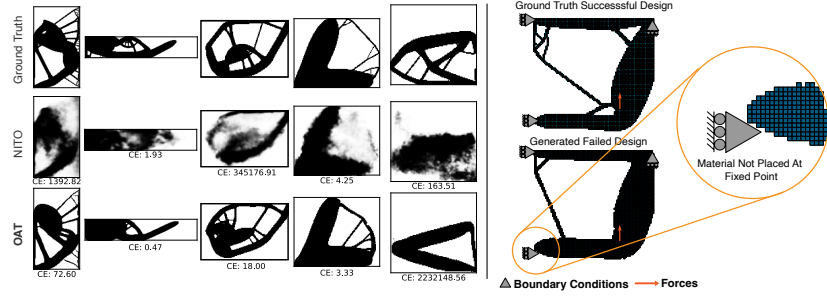 Ground Truth
NITO
CE: 1392.82
CE: 1.93
CE: 345176.91
CE: 4.25
CE: 163.51
OAT
CE: 72.60
CE: 0.47
CE: 18.00
CE: 3.33
CE: 2232148.56
Ground Truth Successsful Design
Generated Failed Design
Material Not Placed At
Fixed Point
Boundary Conditions
Forces